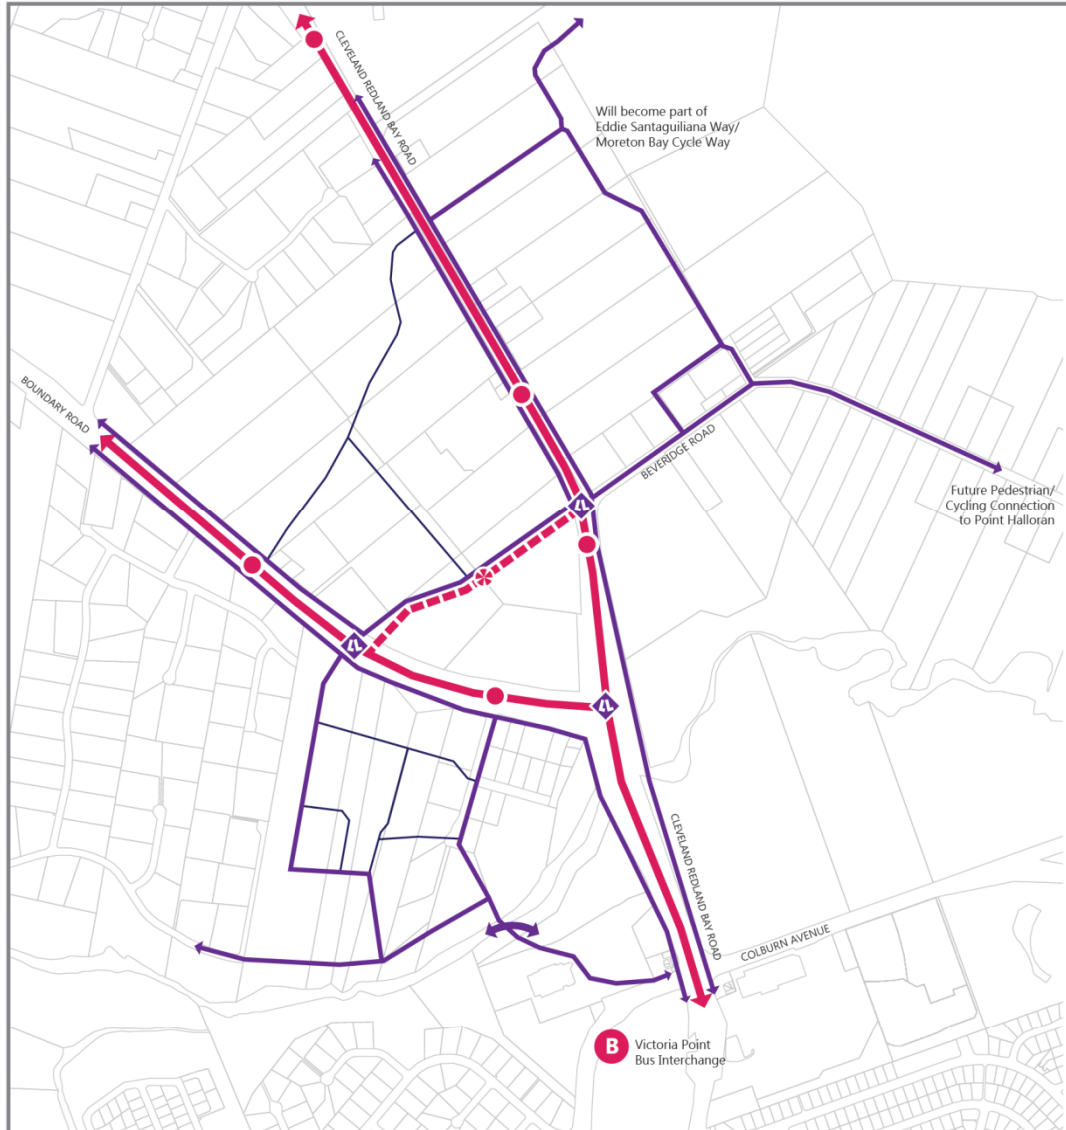 CLEVELAND REDLAND BAY ROAD
Will become part of
Eddie Santaguiliana Way/
Moreton Bay Cycle Way
BOUNDARY ROAD
BEVERIDGE ROAD
Future Pedestrian/
Cycling Connection
to Point Halloran
CLEVELAND REDLAND BAY ROAD
COLBURN AVENUE
B
Victoria Point
Bus Interchange